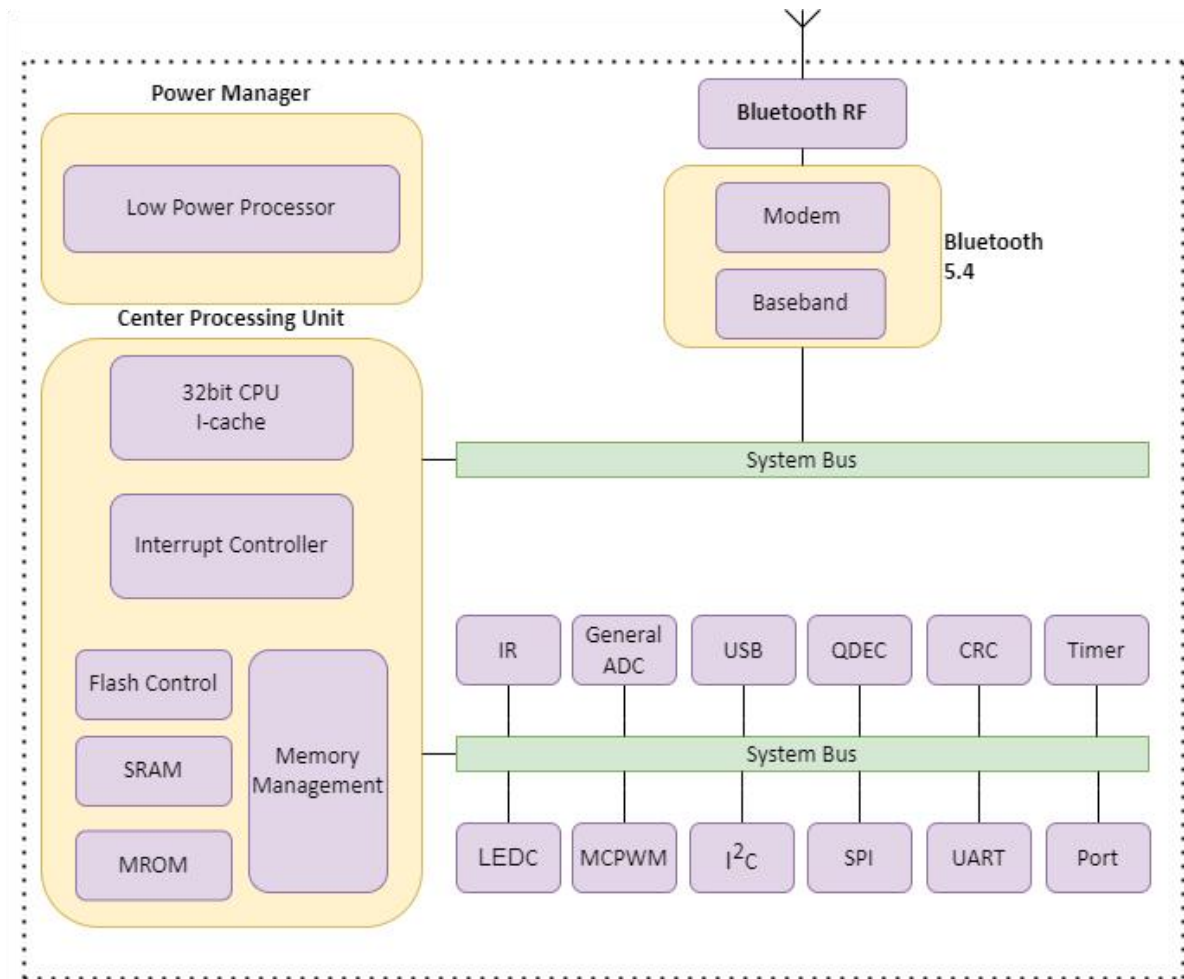 Power Manager
Low Power Processor
Bluetooth RF
Modem
Baseband
Bluetooth
5.4
Center Processing Unit
32bit CPU
I-cache
Interrupt Controller
Flash Control
SRAM
MROM
Memory
Management
System Bus
IR
General
ADC
USB
QDEC
CRC
Timer
System Bus
LEDC
MCPWM
I²C
SPI
UART
Port